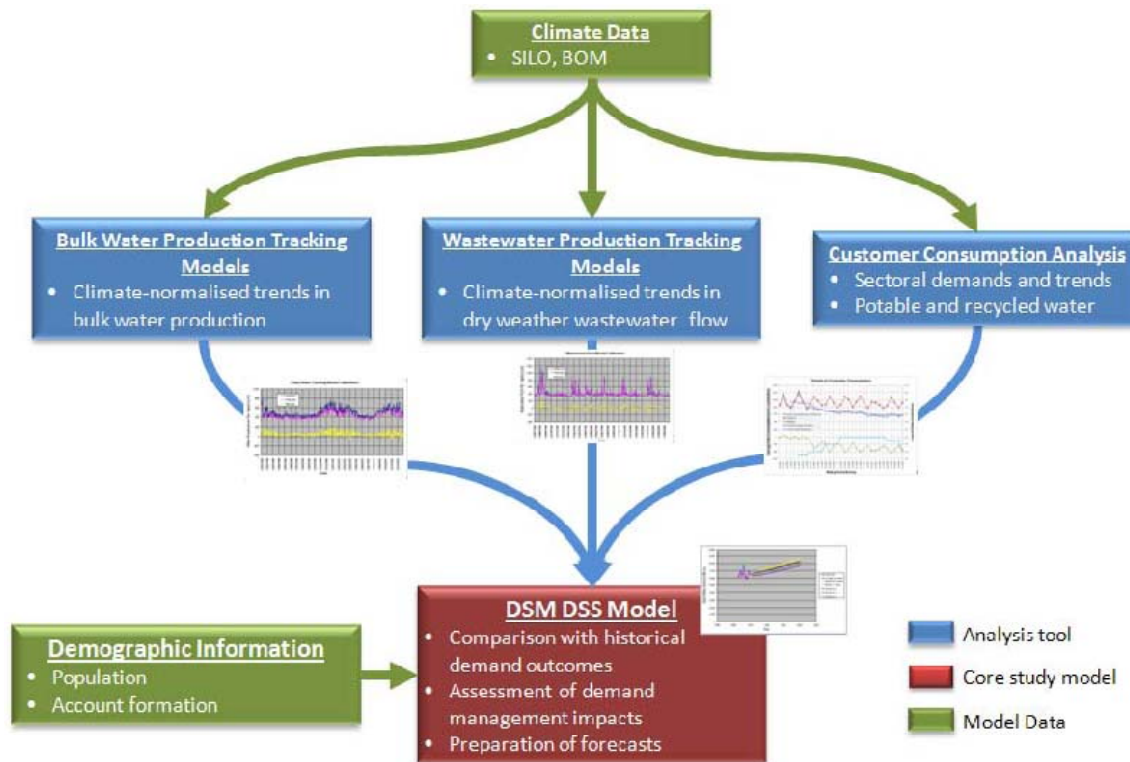 Climate Data
• SILO, BOM
Bulk Water Production Tracking
Models
• Climate-normalised trends in
bulk water production
Wastewater Production Tracking
Models
• Climate-normalised trends in
dry weather wastewater flow
Customer Consumption Analysis
• Sectoral demands and trends
• Potable and recycled water
DSM DSS Model
• Comparison with historical
demand outcomes
• Assessment of demand
management impacts
• Preparation of forecasts
Demographic Information
• Population
• Account formation
Analysis tool
Core study model
Model Data